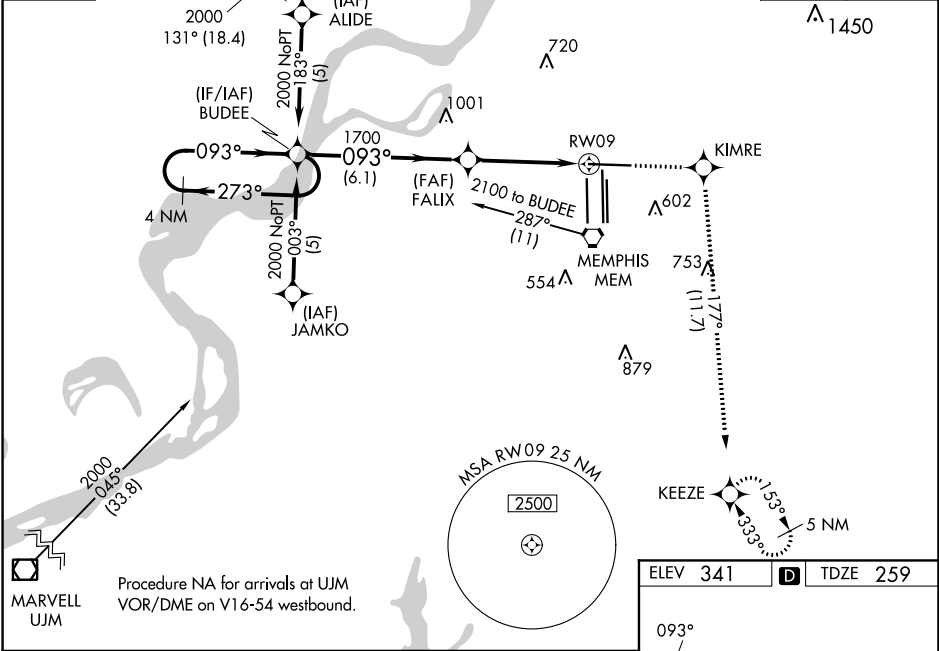 (IAF)
ALIDE
2000
131° (18.4)
1450
2000 NoPT
183°
(5)
720
(IF/IAF)
BUDEE
1001
RW09
KIMRE
093°
1700
093°
(6.1)
(FAF)
FALIX
273°
4 NM
2100 to BUDEE
287°
(11)
602
2000 NoPT
003°
(5)
MEMPHIS
MEM
554
753
177°
(11.7)
(IAF)
JAMKO
879
2000
045°
(33.8)
MSA RW09 25 NM
2500
KEEZE
153°
333°
5 NM
MARVELL
UJM
Procedure NA for arrivals at UJM
VOR/DME on V16-54 westbound.
ELEV 341 D TDZE 259
093°